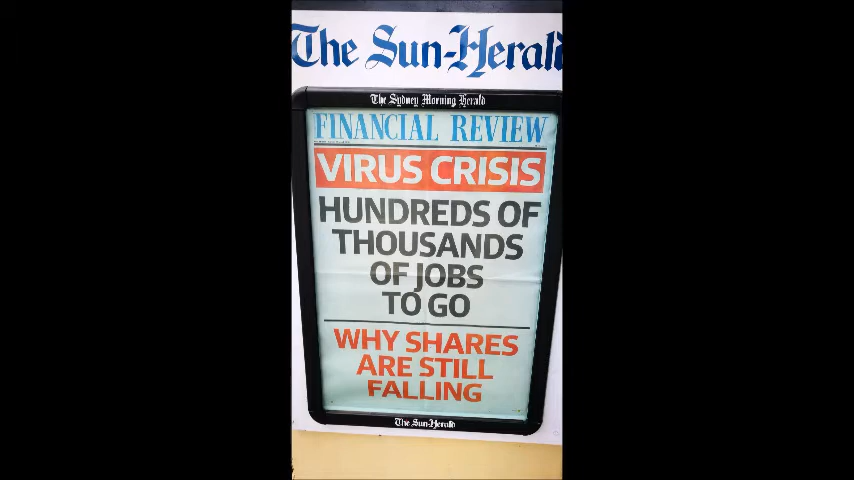 The Sun-Herald
The Sydney Morning Herald
FINANCIAL REVIEW
VIRUS CRISIS
HUNDREDS OF
THOUSANDS
OF JOBS
TO GO
WHY SHARES
ARE STILL
FALLING
The Sun-Herald